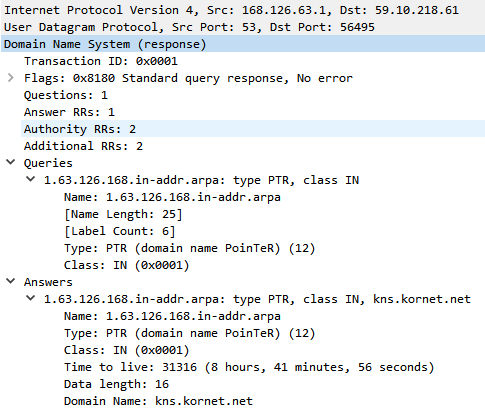 Internet Protocol Version 4, Src: 168.126.63.1, Dst: 59.10.218.61
User Datagram Protocol, Src Port: 53, Dst Port: 56495
Domain Name System (response)
Transaction ID: 0x0001
Flags: 0x8180 Standard query response, No error
Questions: 1
Answer RRs: 1
Authority RRs: 2
Additional RRs: 2
Queries
1.63.126.168.in-addr.arpa: type PTR, class IN
Name: 1.63.126.168.in-addr.arpa
[Name Length: 25]
[Label Count: 6]
Type: PTR (domain name PoinTeR) (12)
Class: IN (0x0001)
Answers
1.63.126.168.in-addr.arpa: type PTR, class IN, kns.kornet.net
Name: 1.63.126.168.in-addr.arpa
Type: PTR (domain name PoinTeR) (12)
Class: IN (0x0001)
Time to live: 31316 (8 hours, 41 minutes, 56 seconds)
Data length: 16
Domain Name: kns.kornet.net